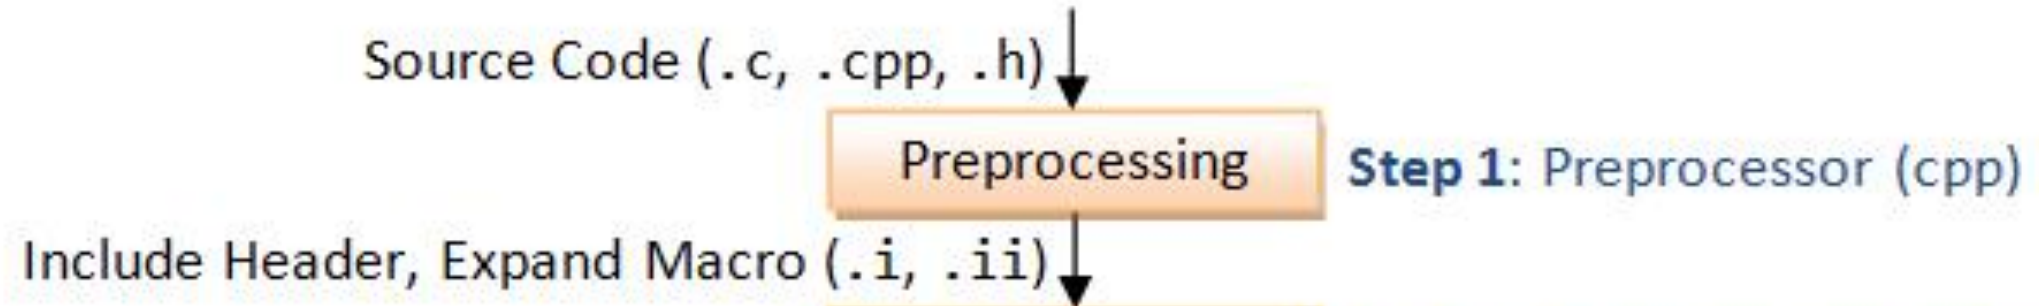 Source Code (.c, .cpp, .h)
Preprocessing
Step 1: Preprocessor (cpp)
Include Header, Expand Macro (.i, .ii)